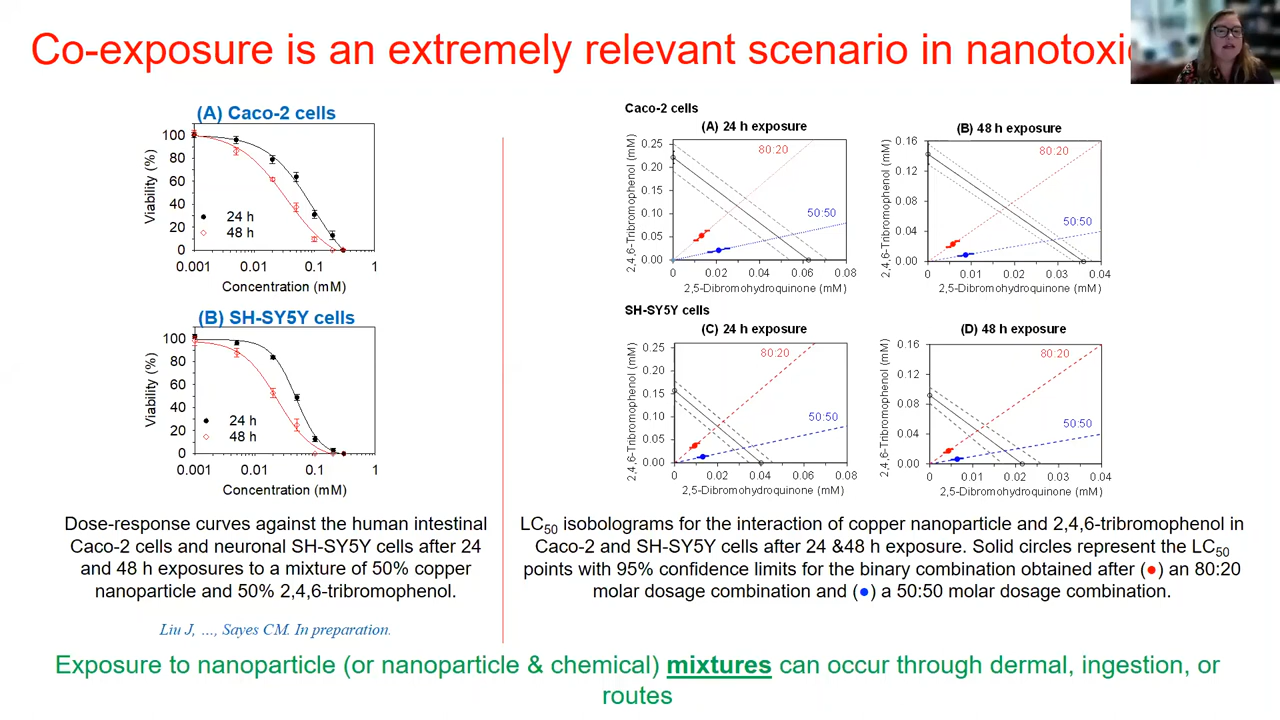 Co-exposure is an extremely relevant scenario in nanotoxic
(A) Caco-2 cells
Viability (%)
100
80
60
40
20
0
24 h
48 h
0.001 0.01 0.1 1
Concentration (mM)
(B) SH-SY5Y cells
Viability (%)
100
80
60
40
20
0
24 h
48 h
0.001 0.01 0.1 1
Concentration (mM)
Dose-response curves against the human intestinal
Caco-2 cells and neuronal SH-SY5Y cells after 24
and 48 h exposures to a mixture of 50% copper
nanoparticle and 50% 2,4,6-tribromophenol.
Liu J, …, Sayes CM. In preparation.
Caco-2 cells
(A) 24 h exposure
2,4,6-Tribromophenol (mM)
0.25
0.20
0.15
0.10
0.05
0.00
80:20
50:50
0 0.02 0.04 0.06 0.08
2,5-Dibromohydroquinone (mM)
(B) 48 h exposure
2,4,6-Tribromophenol (mM)
0.16
0.12
0.08
0.04
0.00
80:20
50:50
0 0.01 0.02 0.03 0.04
2,5-Dibromohydroquinone (mM)
SH-SY5Y cells
(C) 24 h exposure
2,4,6-Tribromophenol (mM)
0.25
0.20
0.15
0.10
0.05
0.00
80:20
50:50
0 0.02 0.04 0.06 0.08
2,5-Dibromohydroquinone (mM)
(D) 48 h exposure
2,4,6-Tribromophenol (mM)
0.16
0.12
0.08
0.04
0.00
80:20
50:50
0 0.01 0.02 0.03 0.04
2,5-Dibromohydroquinone (mM)
LC50 isobolograms for the interaction of copper nanoparticle and 2,4,6-tribromophenol in
Caco-2 and SH-SY5Y cells after 24 &48 h exposure. Solid circles represent the LC50
points with 95% confidence limits for the binary combination obtained after (●) an 80:20
molar dosage combination and (●) a 50:50 molar dosage combination.
Exposure to nanoparticle (or nanoparticle & chemical) mixtures can occur through dermal, ingestion, or
routes